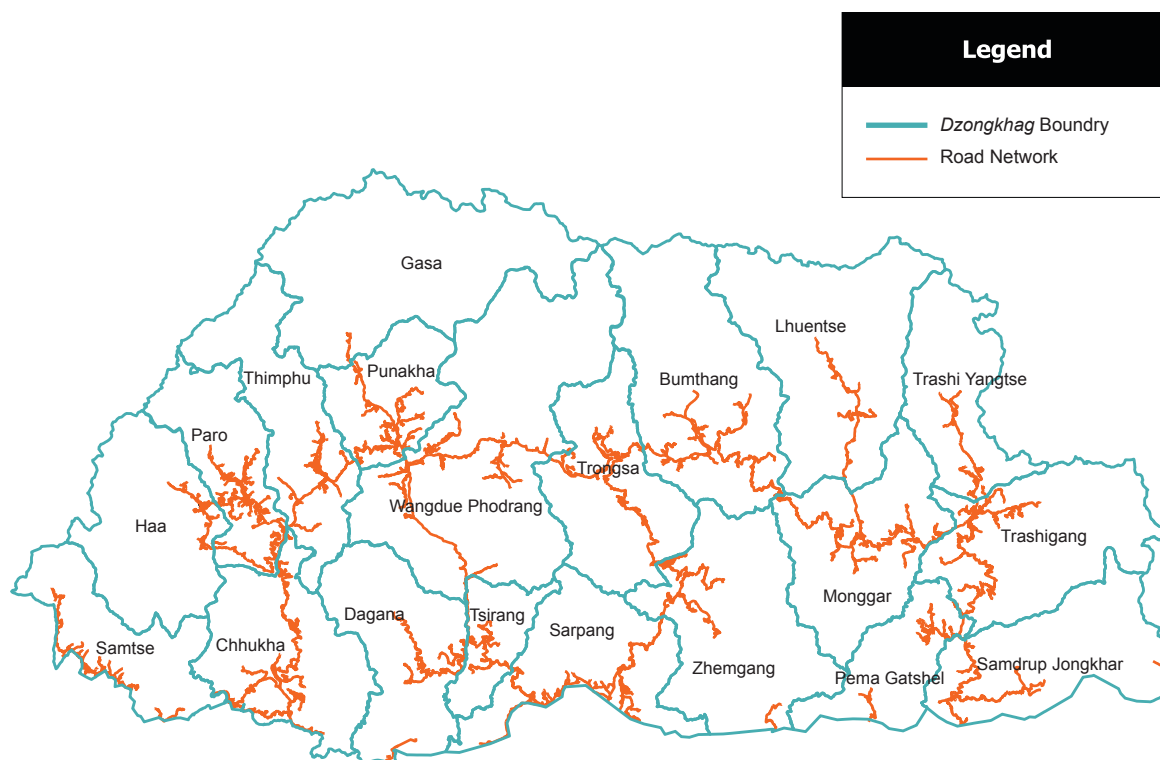 Legend
Dzongkhag Boundry
Road Network
Gasa
Lhuentse
Thimphu
Punakha
Bumthang
Trashi Yangtse
Paro
Trongsa
Haa
Wangdue Phodrang
Trashigang
Monggar
Dagana
Tsirang
Sarpang
Samtse
Chhukha
Zhemgang
Pema Gatshel
Samdrup Jongkhar